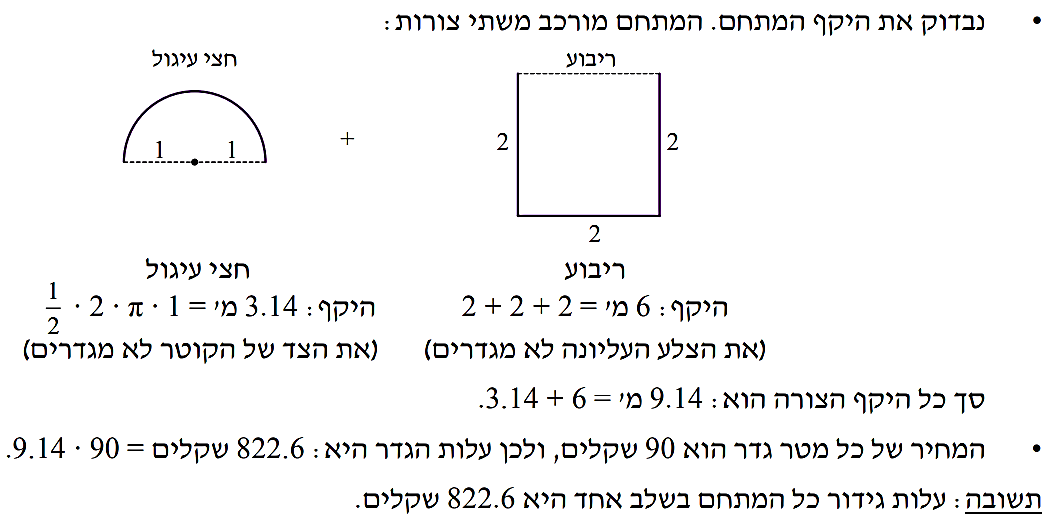 • נבדוק את היקף המתחם. המתחם מורכב משתי צורות:
ריבוע
חצי עיגול
2
2
+
1
1
2
ריבוע
חצי עיגול
היקף: 6 מ׳ = 2 + 2 + 2
היקף: 3.14 מ׳ = 1 · π · 2 · 1/2
(את הצלע העליונה לא מגדרים)
(את הצד של הקוטר לא מגדרים)
סך כל היקף הצורה הוא: 9.14 מ׳ = 6 + 3.14.
• המחיר של כל מטר גדר הוא 90 שקלים, ולכן עלות הגדר היא: 822.6 שקלים = 90 · 9.14.
תשובה: עלות גידור כל המתחם בשלב אחד היא 822.6 שקלים.